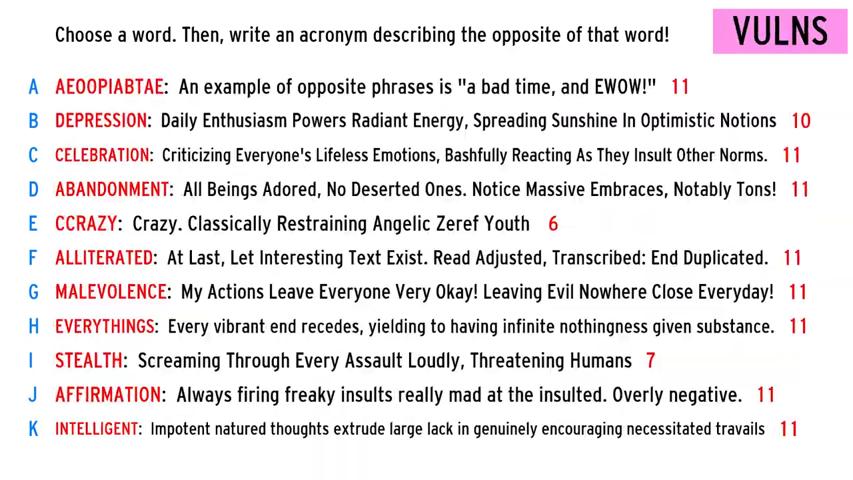 Choose a word. Then, write an acronym describing the opposite of that word!
VULNS
A AEOOPIABTAE: An example of opposite phrases is "a bad time, and EWOW!" 11
B DEPRESSION: Daily Enthusiasm Powers Radiant Energy, Spreading Sunshine In Optimistic Notions 10
C CELEBRATION: Criticizing Everyone's Lifeless Emotions, Bashfully Reacting As They Insult Other Norms. 11
D ABANDONMENT: All Beings Adored, No Deserted Ones. Notice Massive Embraces, Notably Tons! 11
E CCRAZY: Crazy. Classically Restraining Angelic Zeref Youth 6
F ALLITERATED: At Last, Let Interesting Text Exist. Read Adjusted, Transcribed: End Duplicated. 11
G MALEVOLENCE: My Actions Leave Everyone Very Okay! Leaving Evil Nowhere Close Everyday! 11
H EVERYTHINGS: Every vibrant end recedes, yielding to having infinite nothingness given substance. 11
I STEALTH: Screaming Through Every Assault Loudly, Threatening Humans 7
J AFFIRMATION: Always firing freaky insults really mad at the insulted. Overly negative. 11
K INTELLIGENT: Impotent natured thoughts extrude large lack in genuinely encouraging necessitated travails 11